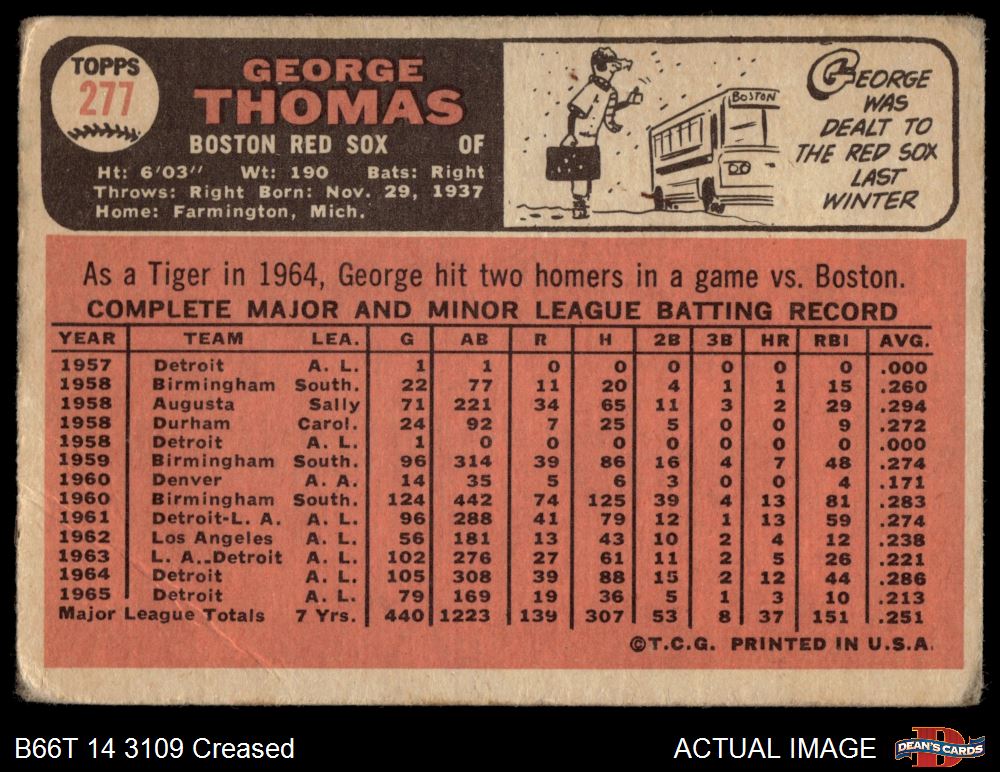 TOPPS
277
GEORGE
THOMAS
BOSTON RED SOX OF
Ht: 6'03" Wt: 190 Bats: Right
Throws: Right Born: Nov. 29, 1937
Home: Farmington, Mich.
BOSTON
GEORGE
WAS
DEALT TO
THE RED SOX
LAST
WINTER
As a Tiger in 1964, George hit two homers in a game vs. Boston.
COMPLETE MAJOR AND MINOR LEAGUE BATTING RECORD
YEAR TEAM LEA. G AB R H 2B 3B HR RBI AVG.
1957 Detroit A. L. 1 1 0 0 0 0 0 0 .000
1958 Birmingham South. 22 77 11 20 4 1 1 15 .260
1958 Augusta Sally 71 221 34 65 11 3 2 29 .294
1958 Durham Carol. 24 92 7 25 5 0 0 9 .272
1958 Detroit A. L. 1 0 0 0 0 0 0 0 .000
1959 Birmingham South. 96 314 39 86 16 4 7 48 .274
1960 Denver A. A. 14 35 5 6 3 0 0 4 .171
1960 Birmingham South. 124 442 74 125 39 4 13 81 .283
1961 Detroit-L. A. A. L. 96 288 41 79 12 1 13 59 .274
1962 Los Angeles A. L. 56 181 13 43 10 2 4 12 .238
1963 L. A..Detroit A. L. 102 276 27 61 11 2 5 26 .221
1964 Detroit A. L. 105 308 39 88 15 2 12 44 .286
1965 Detroit A. L. 79 169 19 36 5 1 3 10 .213
Major League Totals 7 Yrs. 440 1223 139 307 53 8 37 151 .251
©T.C.G. PRINTED IN U.S.A.
B66T 14 3109 Creased
ACTUAL IMAGE
DEAN'S CARDS